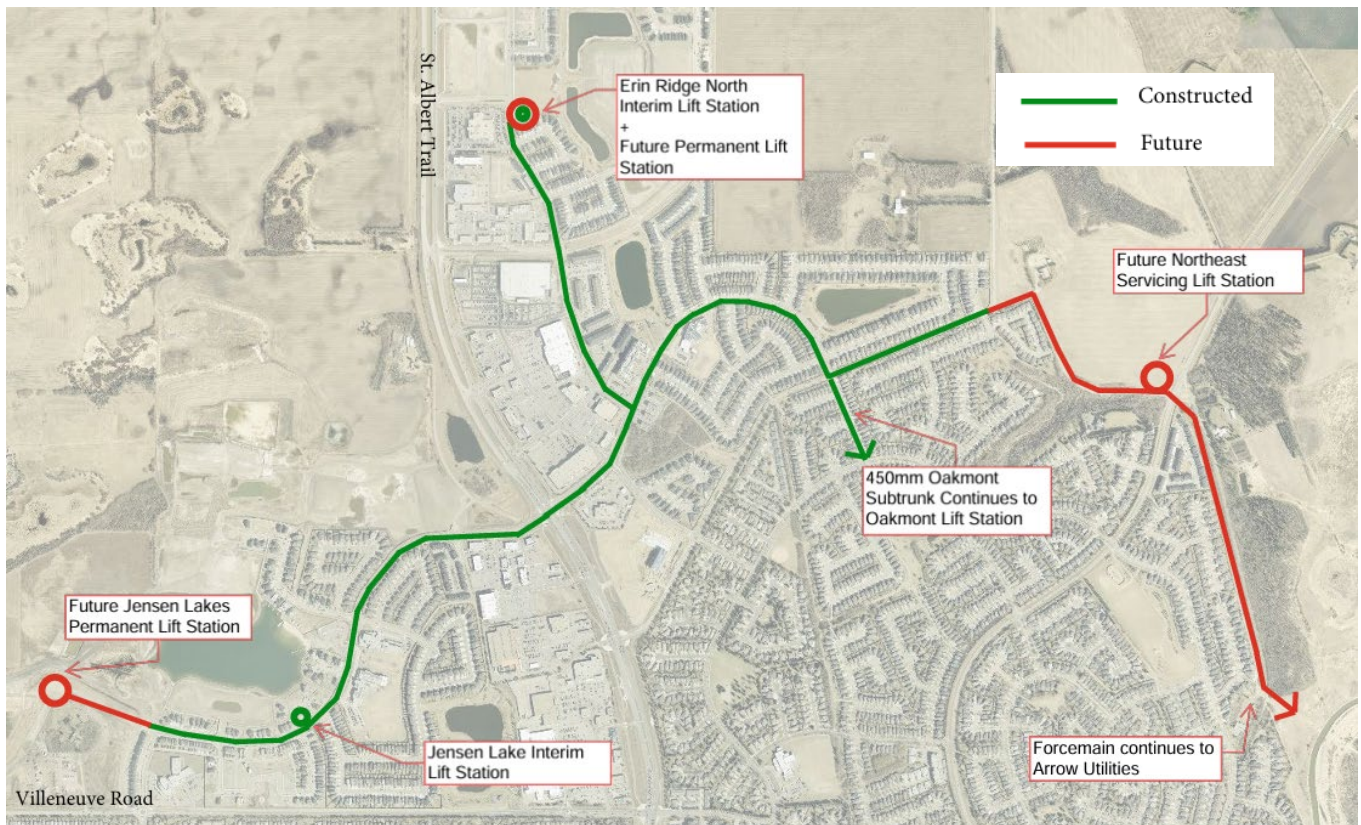 St. Albert Trail
Erin Ridge North
Interim Lift Station
+
Future Permanent Lift
Station
Constructed
Future
Future Northeast
Servicing Lift Station
450mm Oakmont
Subtrunk Continues to
Oakmont Lift Station
Future Jensen Lakes
Permanent Lift Station
Jensen Lake Interim
Lift Station
Forcemain continues to
Arrow Utilities
Villeneuve Road